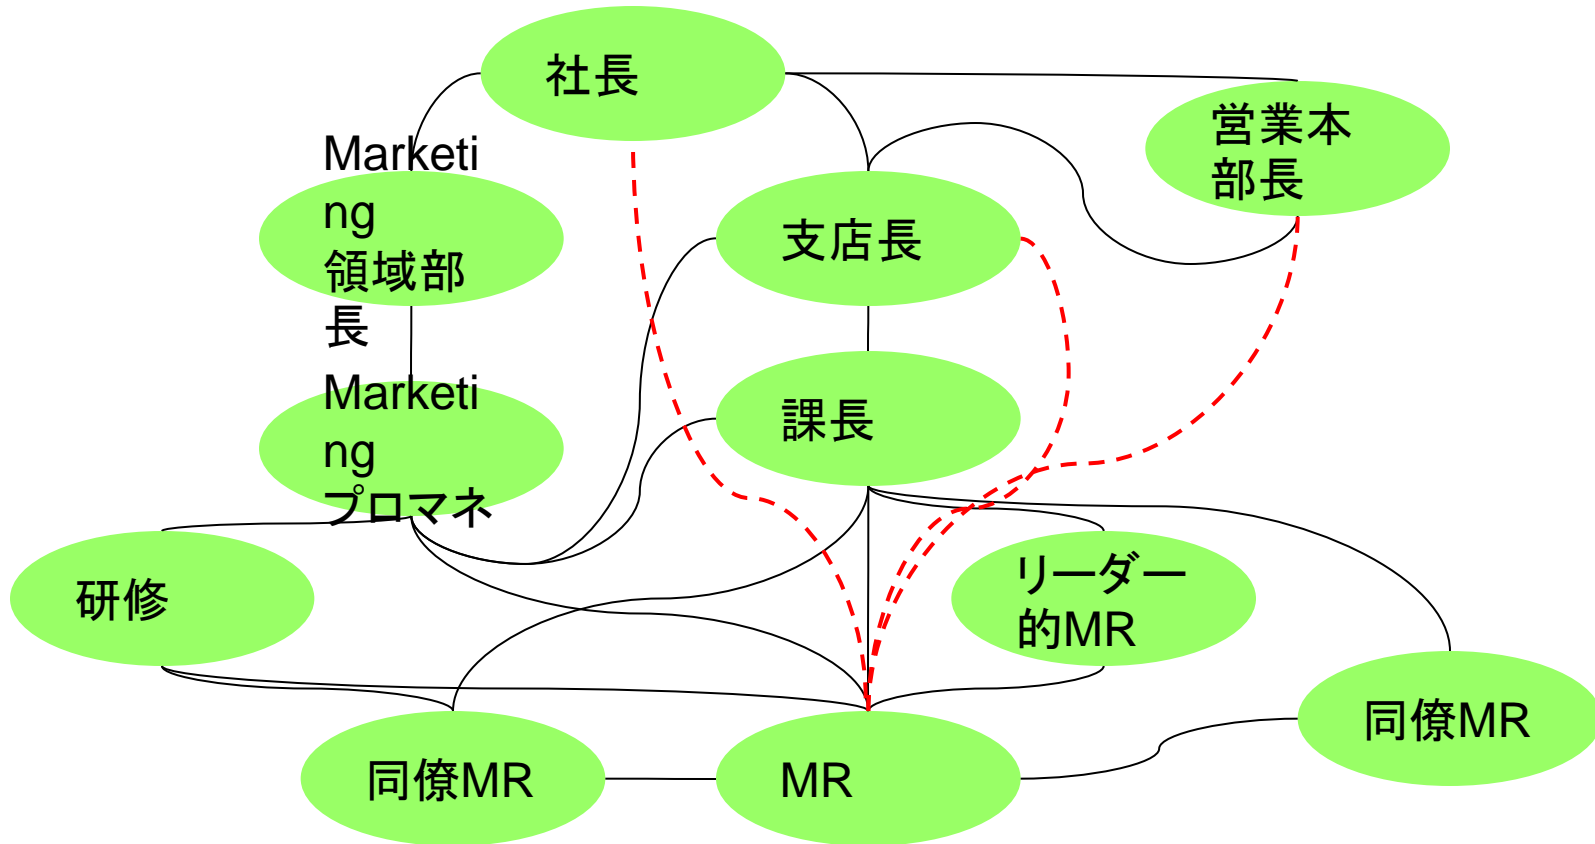 社長
営業本
部長
Marketi
ng
領域部
長
支店長
Marketi
ng
プロマネ
課長
研修
リーダー
的MR
同僚MR
MR
同僚MR